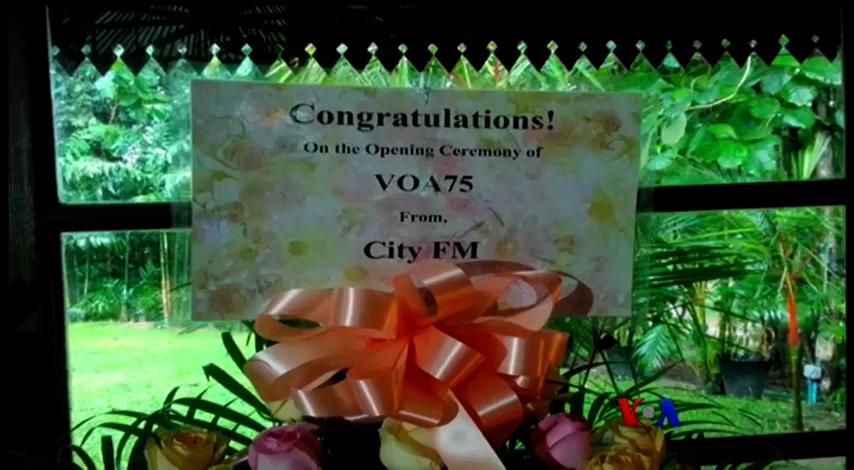 Congratulations!
On the Opening Ceremony of
VOA75
From,
City FM
VOA